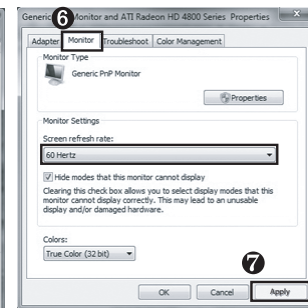 Generic PnP Monitor and ATI Radeon HD 4800 Series Properties
6
Adapter Monitor Troubleshoot Color Management
Monitor Type
Generic PnP Monitor
Properties
Monitor Settings
Screen refresh rate:
60 Hertz
Hide modes that this monitor cannot display
Clearing this check box allows you to select display modes that this
monitor cannot display correctly. This may lead to an unusable
display and/or damaged hardware.
Colors:
True Color (32 bit)
7
OK Cancel Apply